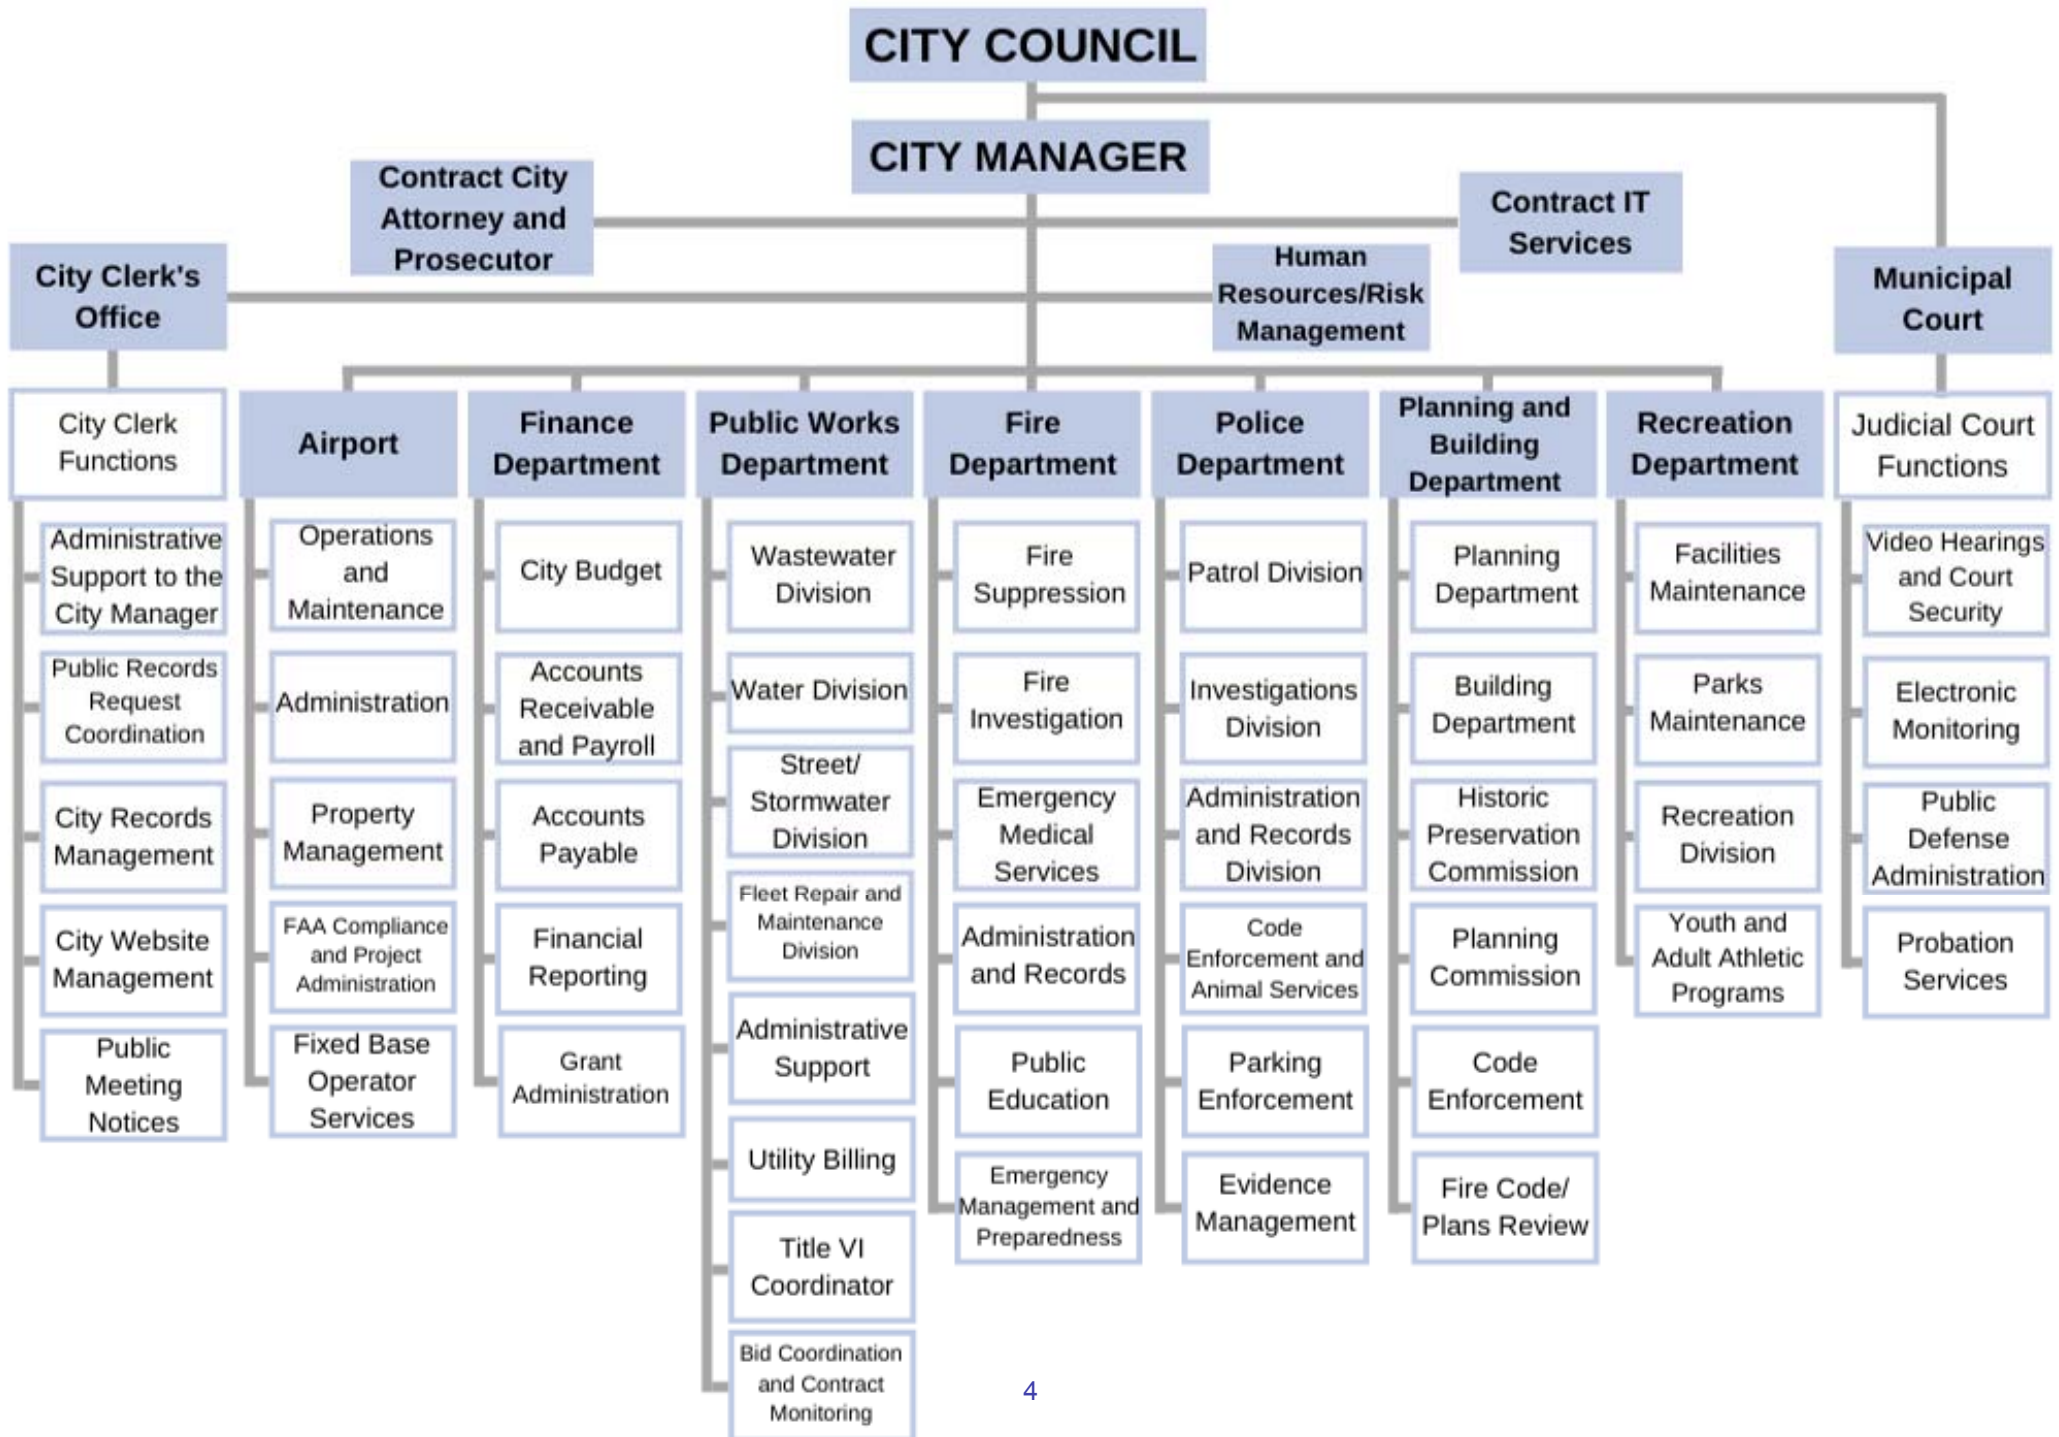 CITY COUNCIL
CITY MANAGER
Contract City
Attorney and
Prosecutor
Contract IT
Services
City Clerk's
Office
Human
Resources/Risk
Management
Municipal
Court
City Clerk
Functions
Administrative
Support to the
City Manager
Public Records
Request
Coordination
City Records
Management
City Website
Management
Public
Meeting
Notices
Airport
Operations
and
Maintenance
Administration
Property
Management
FAA Compliance
and Project
Administration
Fixed Base
Operator
Services
Finance
Department
City Budget
Accounts
Receivable
and Payroll
Accounts
Payable
Financial
Reporting
Grant
Administration
Public Works
Department
Wastewater
Division
Water Division
Street/
Stormwater
Division
Fleet Repair and
Maintenance
Division
Administrative
Support
Utility Billing
Title VI
Coordinator
Bid Coordination
and Contract
Monitoring
Fire
Department
Fire
Suppression
Fire
Investigation
Emergency
Medical
Services
Administration
and Records
Public
Education
Emergency
Management and
Preparedness
Police
Department
Patrol Division
Investigations
Division
Administration
and Records
Division
Code
Enforcement and
Animal Services
Parking
Enforcement
Evidence
Management
Planning and
Building
Department
Planning
Department
Building
Department
Historic
Preservation
Commission
Planning
Commission
Code
Enforcement
Fire Code/
Plans Review
Recreation
Department
Facilities
Maintenance
Parks
Maintenance
Recreation
Division
Youth and
Adult Athletic
Programs
Judicial Court
Functions
Video Hearings
and Court
Security
Electronic
Monitoring
Public
Defense
Administration
Probation
Services
4